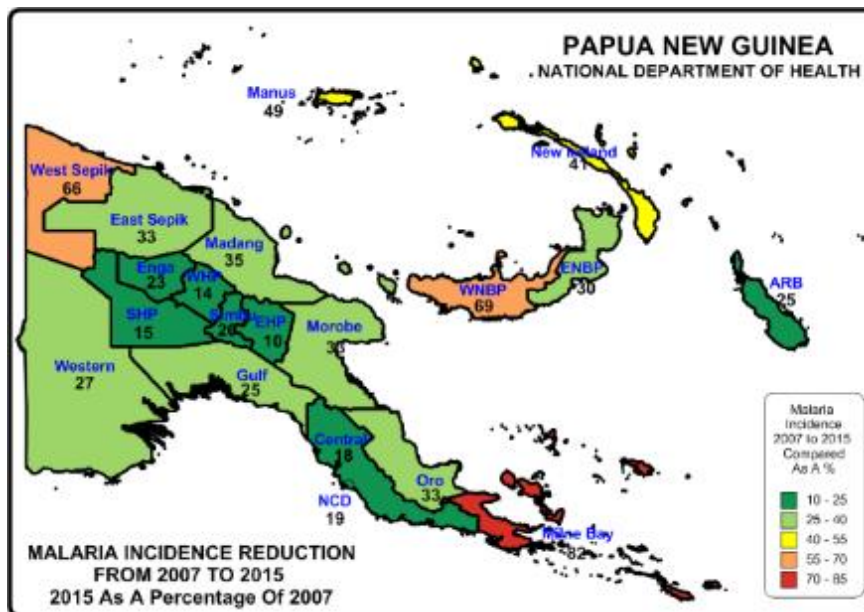 PAPUA NEW GUINEA
NATIONAL DEPARTMENT OF HEALTH
Manus
49
New Ireland
41
West Sepik
66
East Sepik
33
Madang
35
Enga
23
WHP
14
SHP
15
Simbu
20
EHP
10
Morobe
33
WNBP
69
ENBP
30
ARB
25
Western
27
Gulf
25
Central
18
NCD
19
Oro
33
Milne Bay
82
Malaria
Incidence
2007 to 2015
Compared
As A %
10 - 25
25 - 40
40 - 55
55 - 70
70 - 85
MALARIA INCIDENCE REDUCTION
FROM 2007 TO 2015
2015 As A Percentage Of 2007